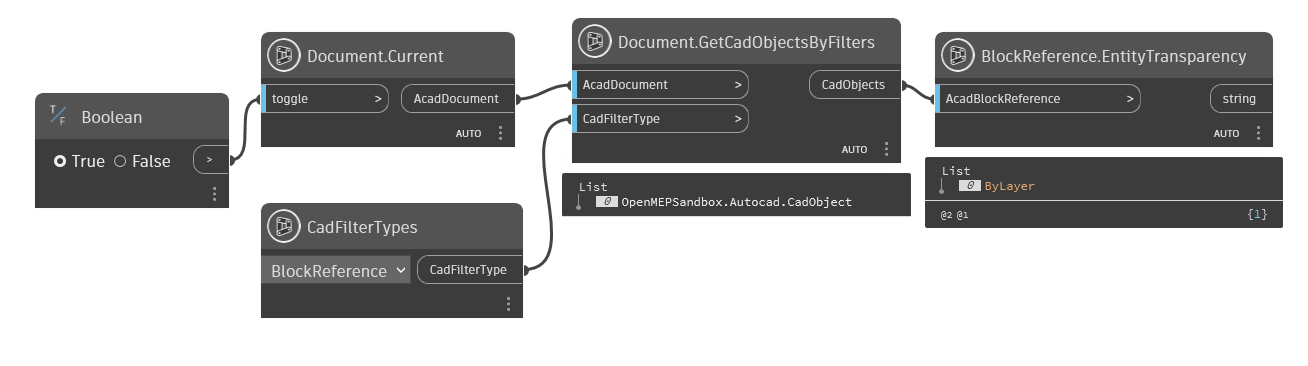 Boolean
True
False
>
Document.Current
toggle >
AcadDocument
AUTO
CadFilterTypes
BlockReference
CadFilterType
Document.GetCadObjectsByFilters
AcadDocument >
CadObjects
CadFilterType >
AUTO
List
0 OpenMEPSandbox.Autocad.CadObject
BlockReference.EntityTransparency
AcadBlockReference >
string
AUTO
List
0 ByLayer
@2 @1 {1}